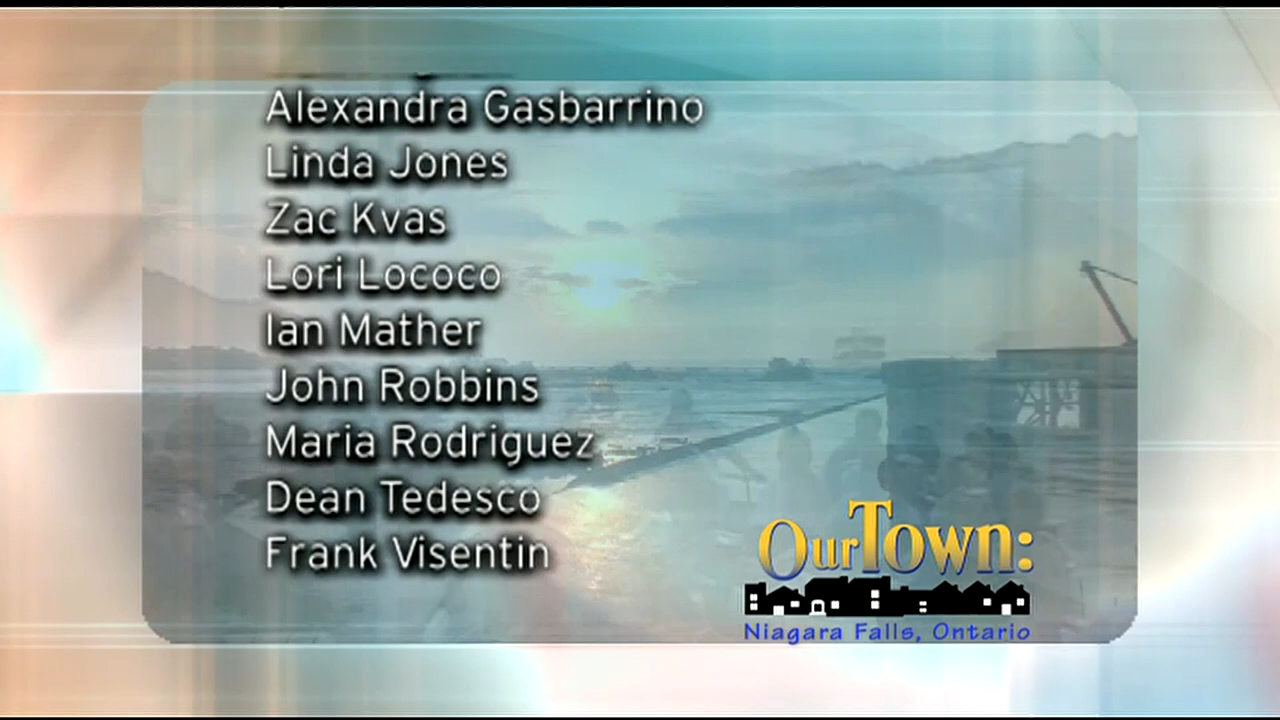 Alexandra Gasbarrino
Linda Jones
Zac Kvas
Lori Lococo
Ian Mather
John Robbins
Maria Rodriguez
Dean Tedesco
Frank Visentin
OurTown:
Niagara Falls, Ontario